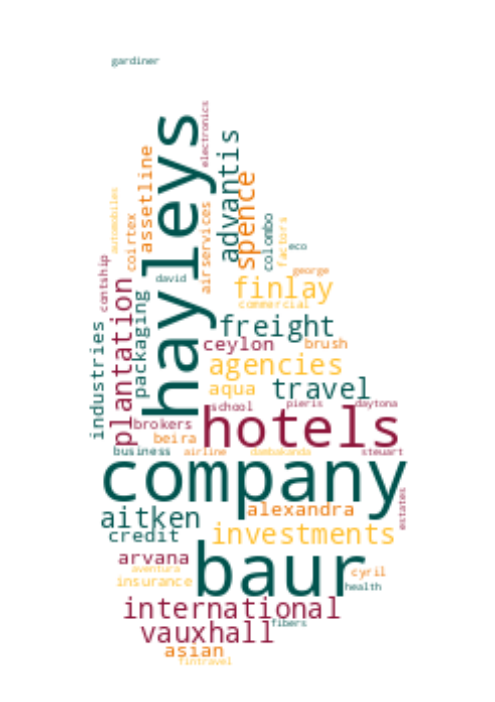 gardiner
electronics
hayleys
advantis
assetline
spence
automobiles
coirtex
airservices
colombo
factors
eco
contship
david
george
plantation
packaging
finlay
commercial
industries
freight
ceylon
brush
agencies
aqua
travel
school
pieris
daytona
hotels
brokers
beira
business
airline
dambakanda
steuart
company
estates
aitken
alexandra
credit
investments
arvana
baur
aventura
cyril
insurance
health
international
vauxhall
fibers
asian
fintravel